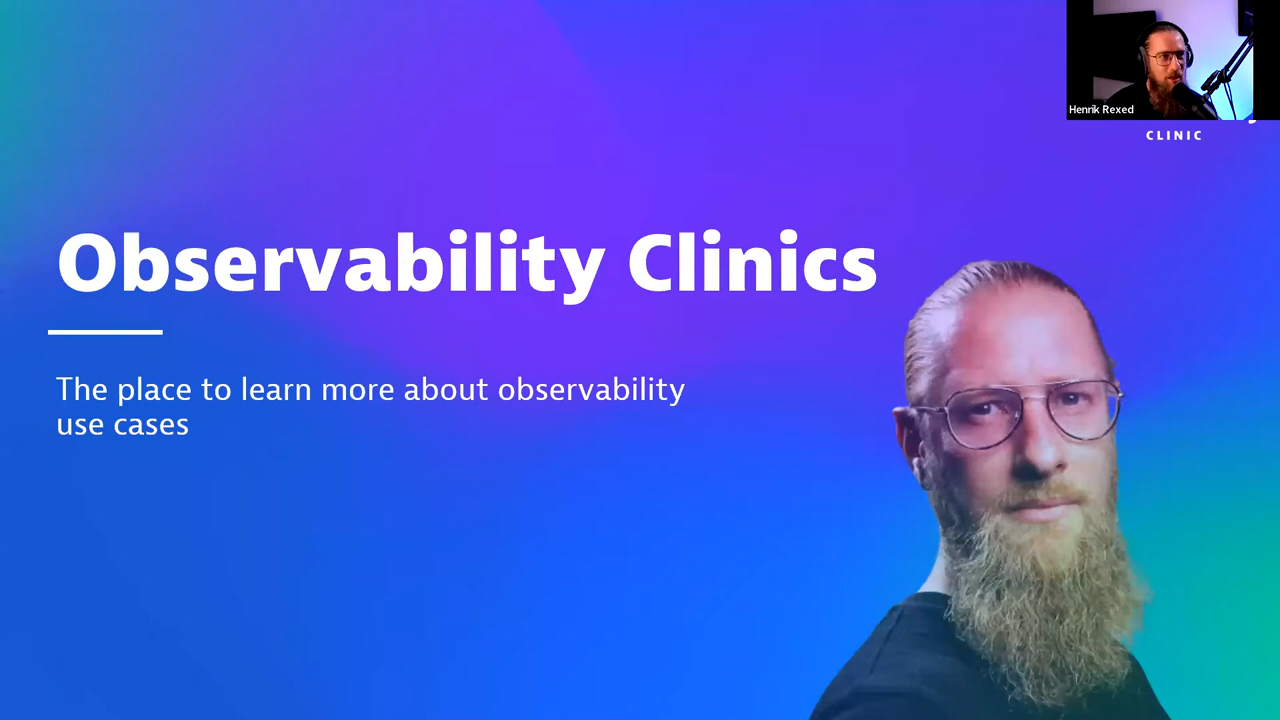 Henrik Rexed
CLINIC
Observability Clinics
The place to learn more about observability
use cases